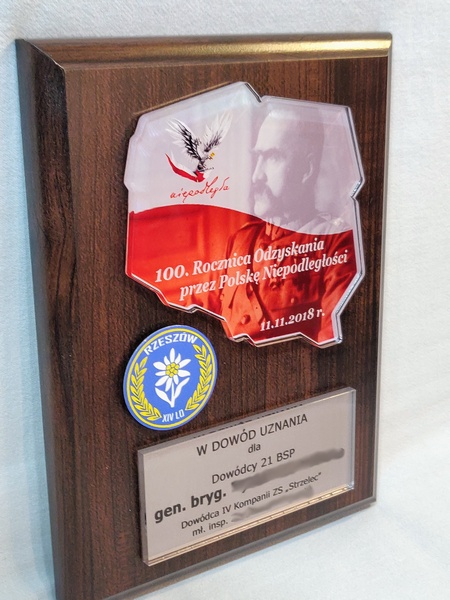 niepodległa
100. Rocznica Odzyskania
przez Polskę Niepodległości
11.11.2018 r.
RZESZÓW
XIV LO
W DOWÓD UZNANIA
dla
Dowódcy 21 BSP
gen. bryg.
Dowódca IV Kompanii ZS „Strzelec"
mł. insp.